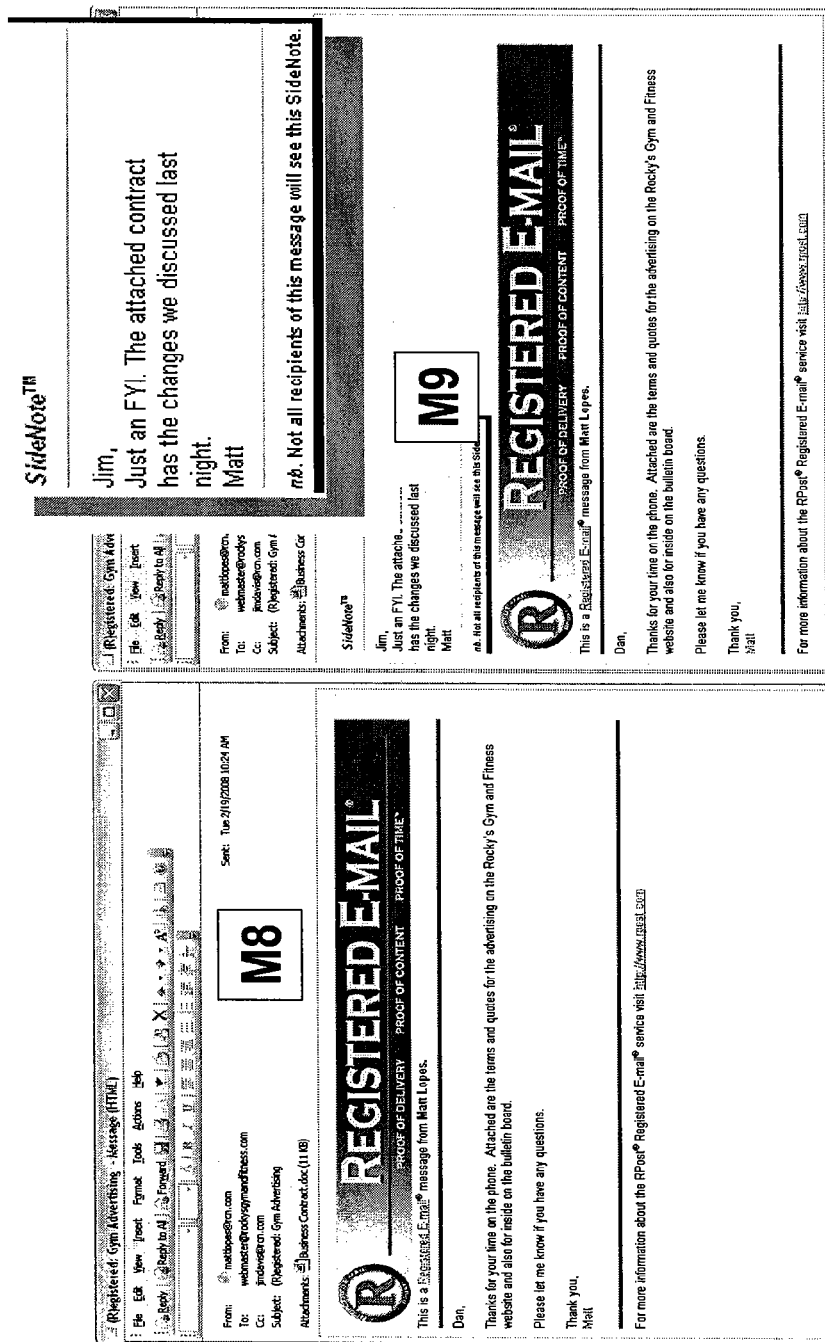 (R)egistered: Gym Advertising - Message (HTML)
File Edit View Insert Format Tools Actions Help
Reply Reply to All Forward
From: mattlopes@rcn.com
Sent: Tue 2/19/2008 10:24 AM
To: webmaster@rodysgymandfitness.com
Cc: jimdavis@rcn.com
Subject: (R)egistered: Gym Advertising
Attachments: Business Contract.doc (11 KB)
M8
REGISTERED E-MAIL®
PROOF OF DELIVERY PROOF OF CONTENT PROOF OF TIME™
This is a Registered E-mail® message from Matt Lopes.
Dan,
Thanks for your time on the phone. Attached are the terms and quotes for the advertising on the Rocky's Gym and Fitness
website and also for inside on the bulletin board.
Please let me know if you have any questions.
Thank you,
Matt
For more information about the RPost® Registered E-mail® service visit http://www.rpost.com
(R)egistered: Gym Adve
File Edit View Insert
Reply Reply to All
From: mattlopes@rcn.
To: webmaster@rodys
Cc: jimdavis@rcn.com
Subject: (R)egistered: Gym A
Attachments: Business Cor
SideNote™
Jim,
Just an FYI. The attached contract
has the changes we discussed last
night.
Matt
nb. Not all recipients of this message will see this SideNote.
SideNote™
Jim,
Just an FYI. The attache
has the changes we discussed last
night.
Matt
nb. Not all recipients of this message will see this Side
M9
REGISTERED E-MAIL®
PROOF OF DELIVERY PROOF OF CONTENT PROOF OF TIME™
This is a Registered E-mail® message from Matt Lopes.
Dan,
Thanks for your time on the phone. Attached are the terms and quotes for the advertising on the Rocky's Gym and Fitness
website and also for inside on the bulletin board.
Please let me know if you have any questions.
Thank you,
Matt
For more information about the RPost® Registered E-mail® service visit http://www.rpost.com